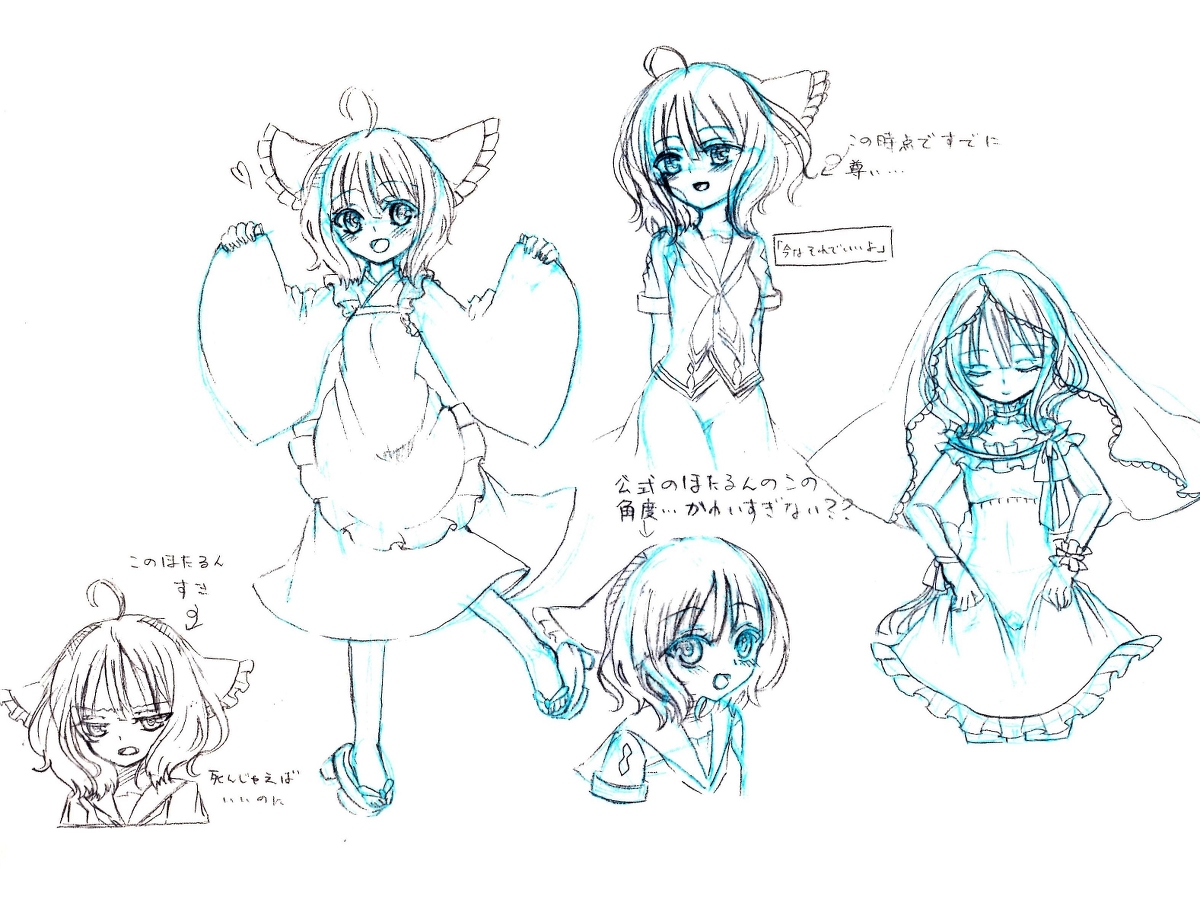 この時点ですでに
尊い…
「今はそれでいいよ」
公式のほたるんのこの
角度…かわいすぎない??
このほたるん
すき
死んじゃえば
いいのに